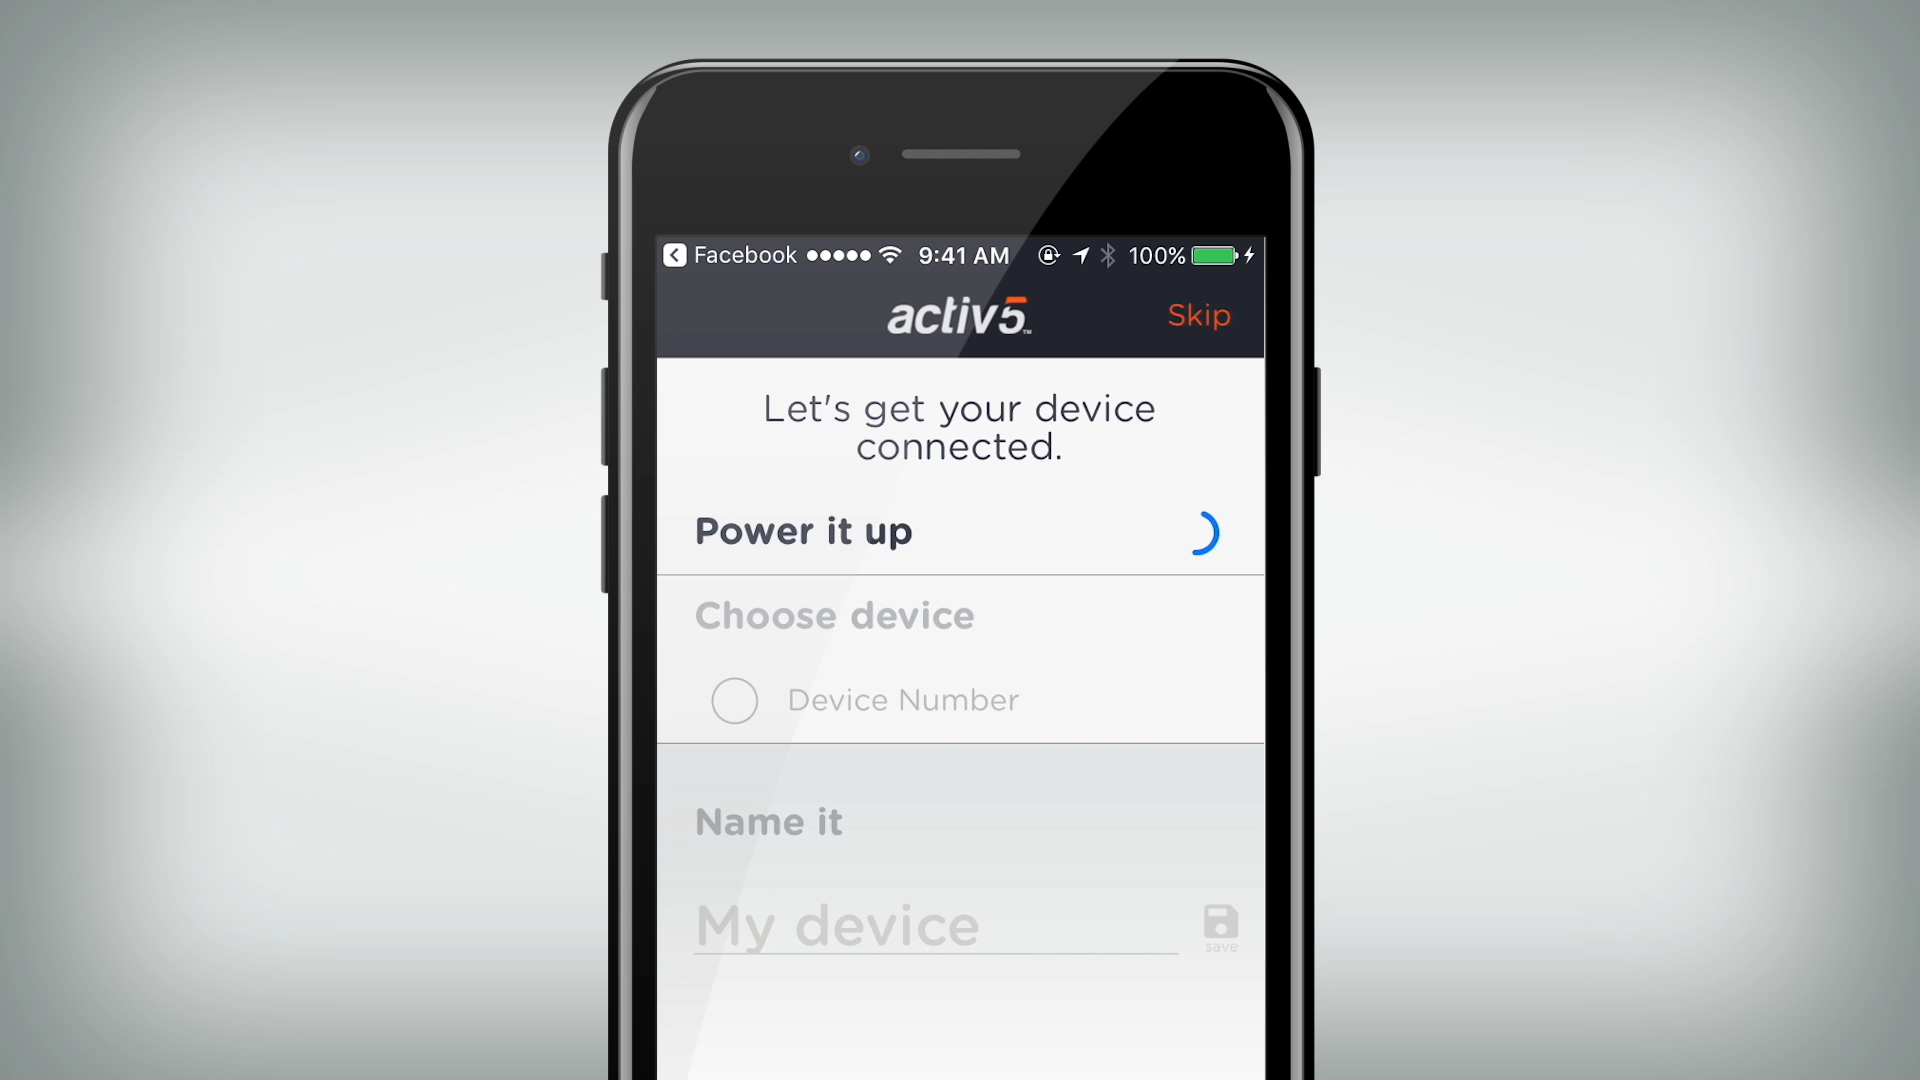 Facebook 9:41 AM 100%
activ5™
Skip
Let's get your device
connected.
Power it up
Choose device
Device Number
Name it
My device
save